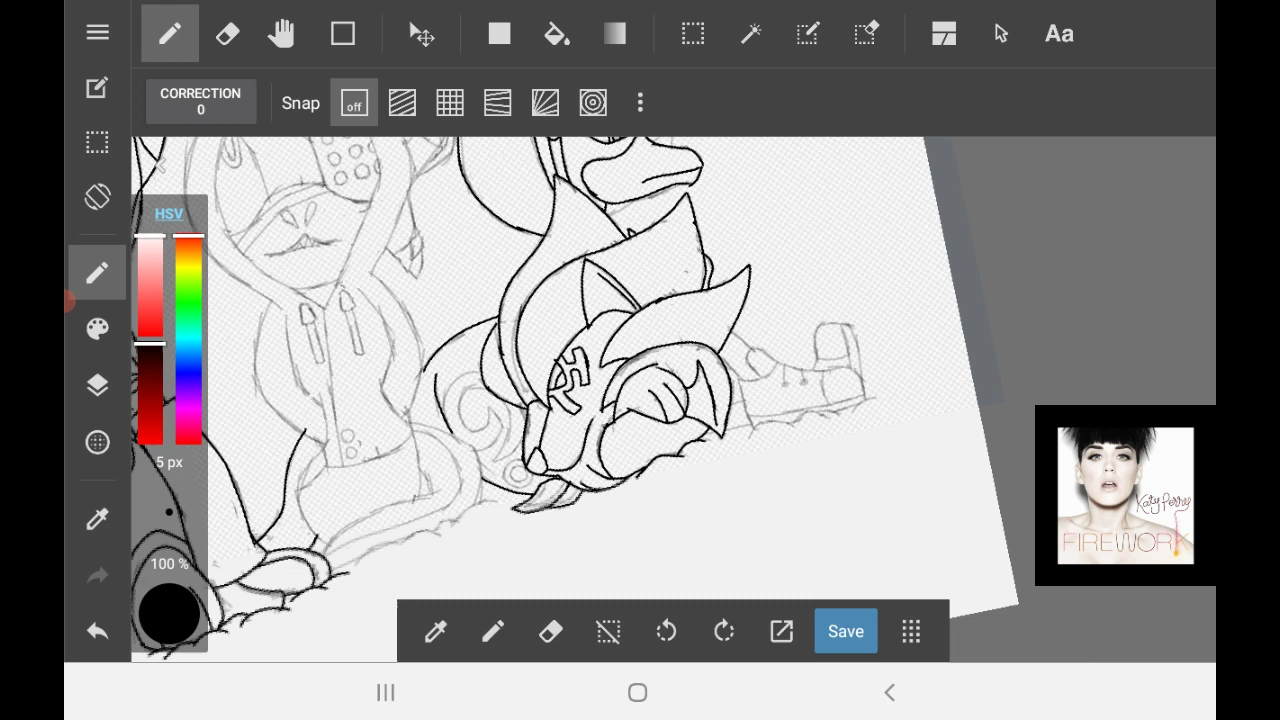 Aa
CORRECTION
0
Snap
off
HSV
5 px
100 %
Katy Perry
FIREWORK
Save